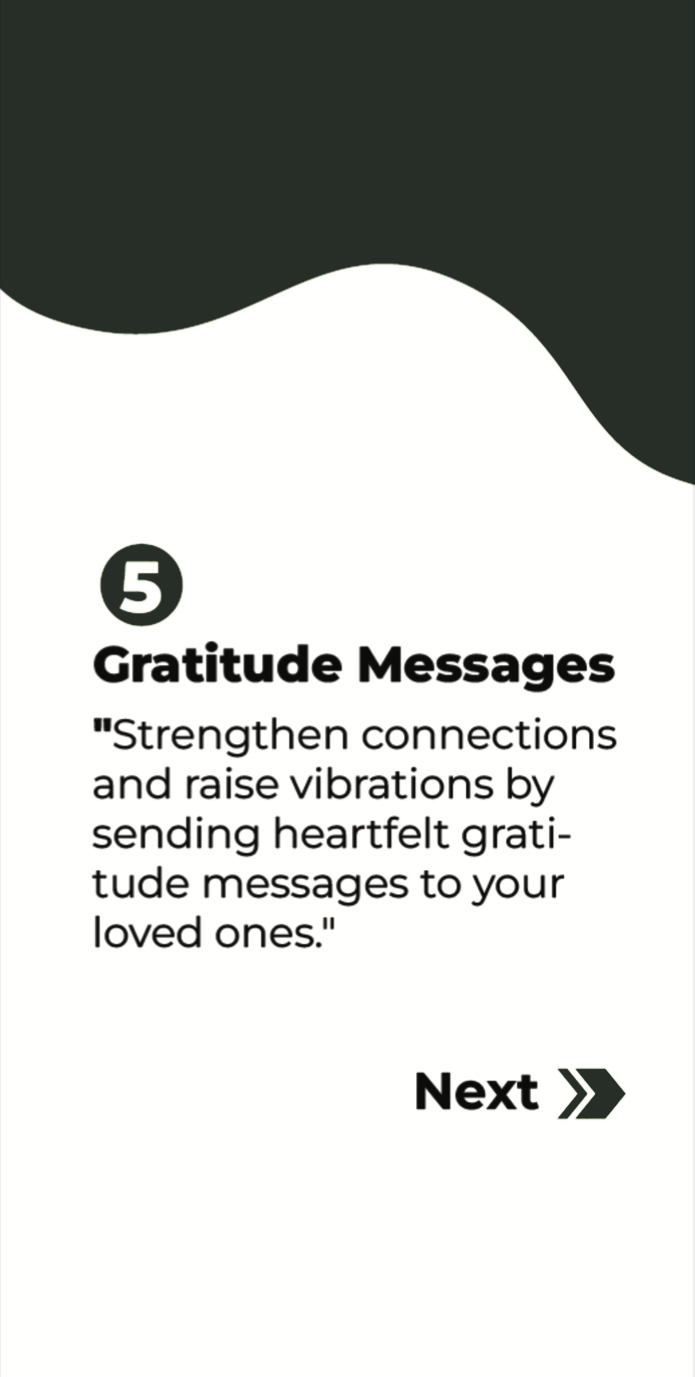 5
Gratitude Messages
"Strengthen connections
and raise vibrations by
sending heartfelt grati-
tude messages to your
loved ones."
Next